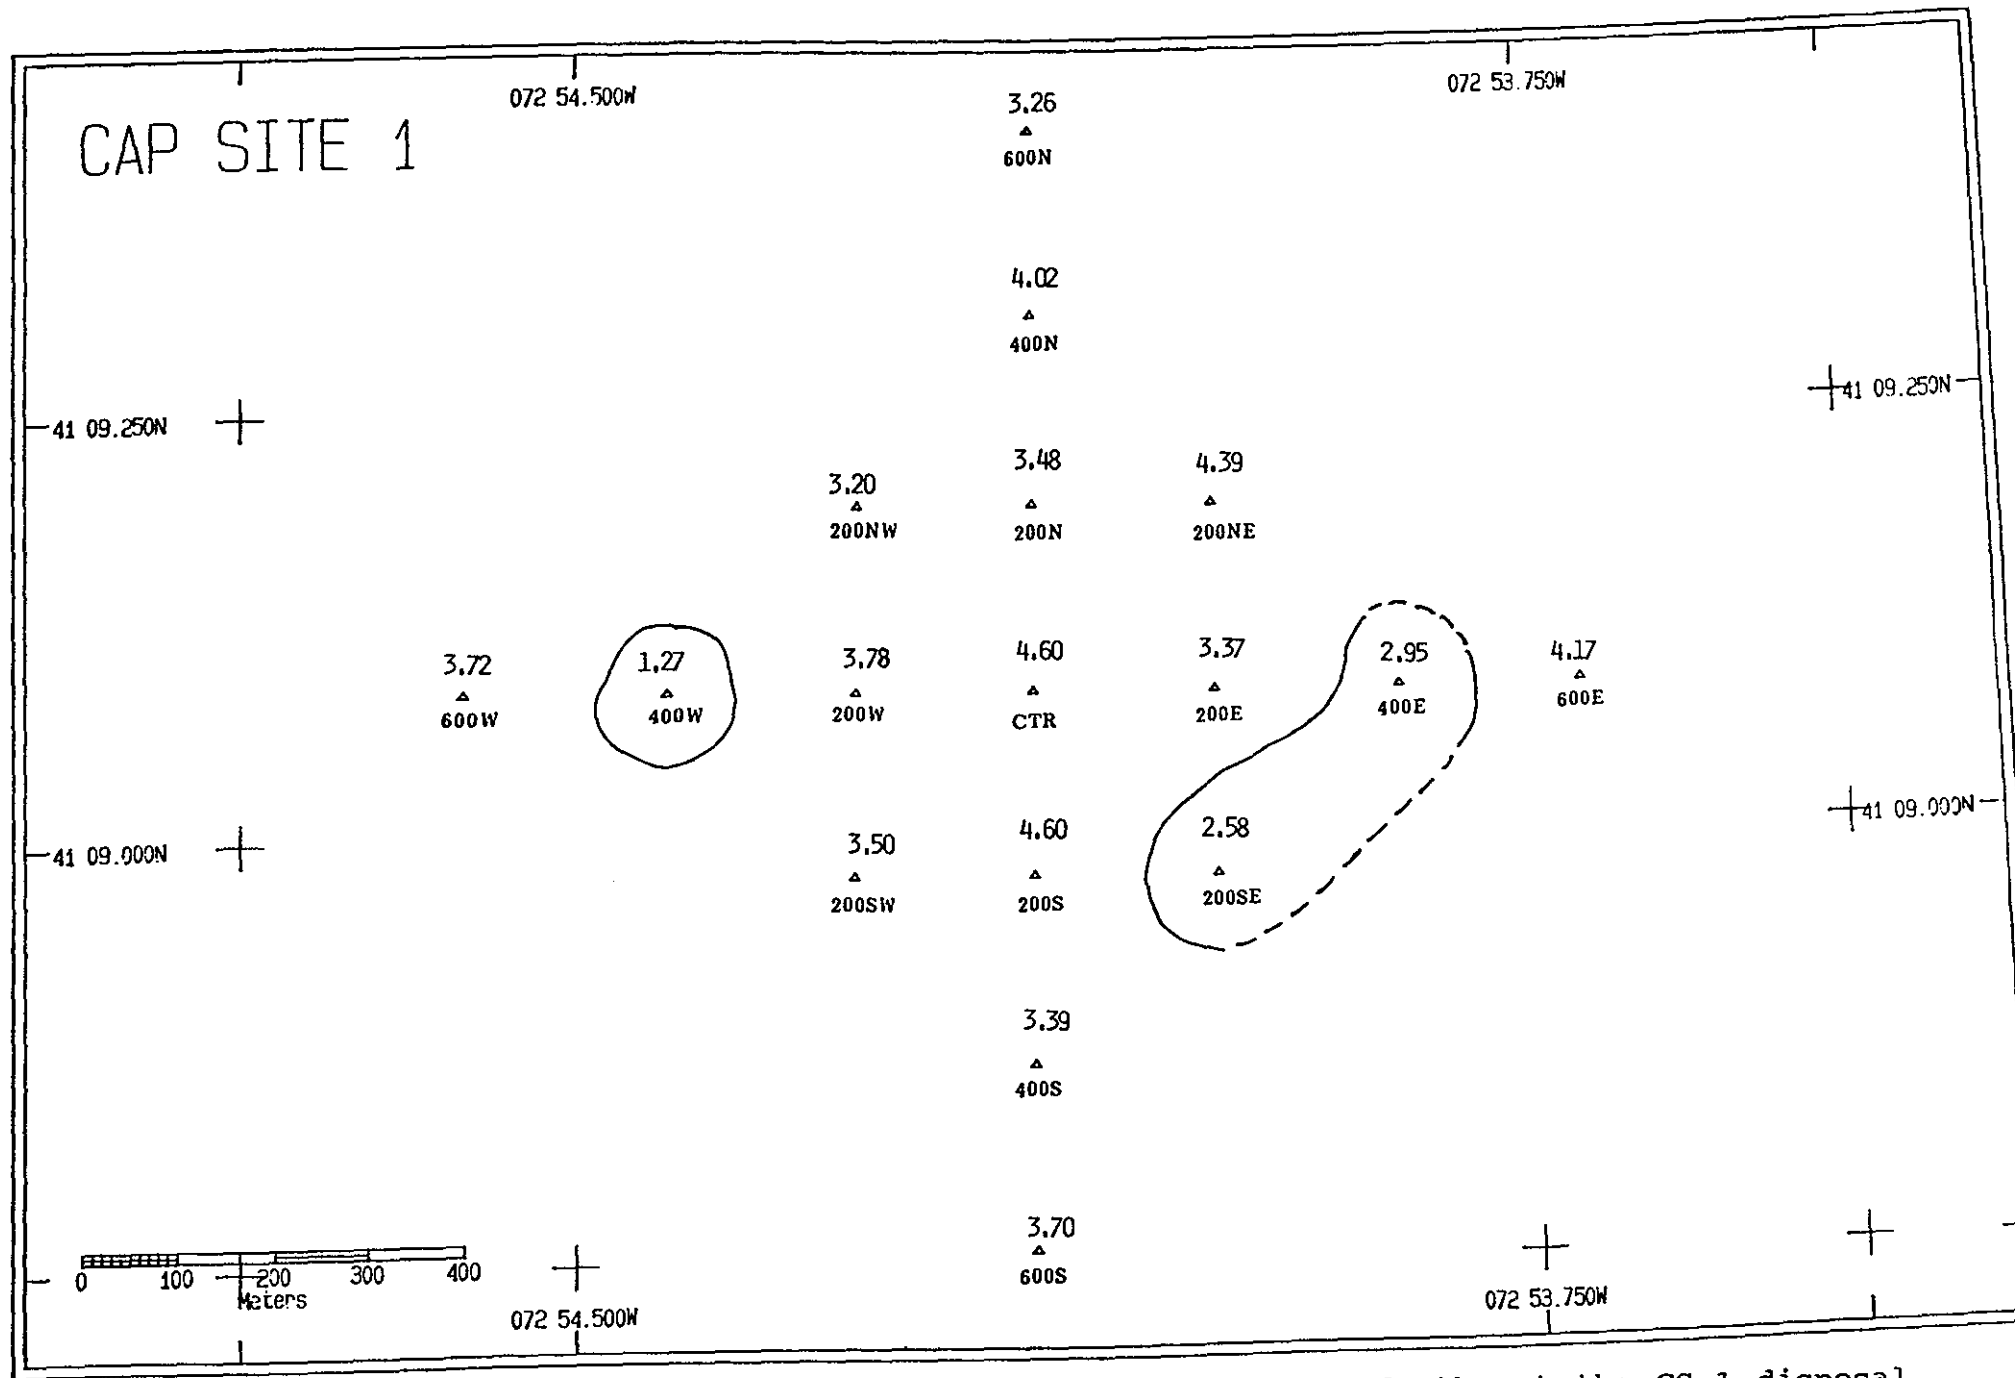 072 54.500W 072 53.750W
CAP SITE 1
3.26
600N
4.02
400N
41 09.250N 41 09.250N
3.20 3.48 4.39
200NW 200N 200NE
3.72 1.27 3.78 4.60 3.37 2.95 4.17
600W 400W 200W CTR 200E 400E 600E
41 09.000N 41 09.000N
3.50 4.60 2.58
200SW 200S 200SE
3.39
400S
3.70
600S
0 100 200 300 400
Meters
072 54.500W 072 53.750W
disposal